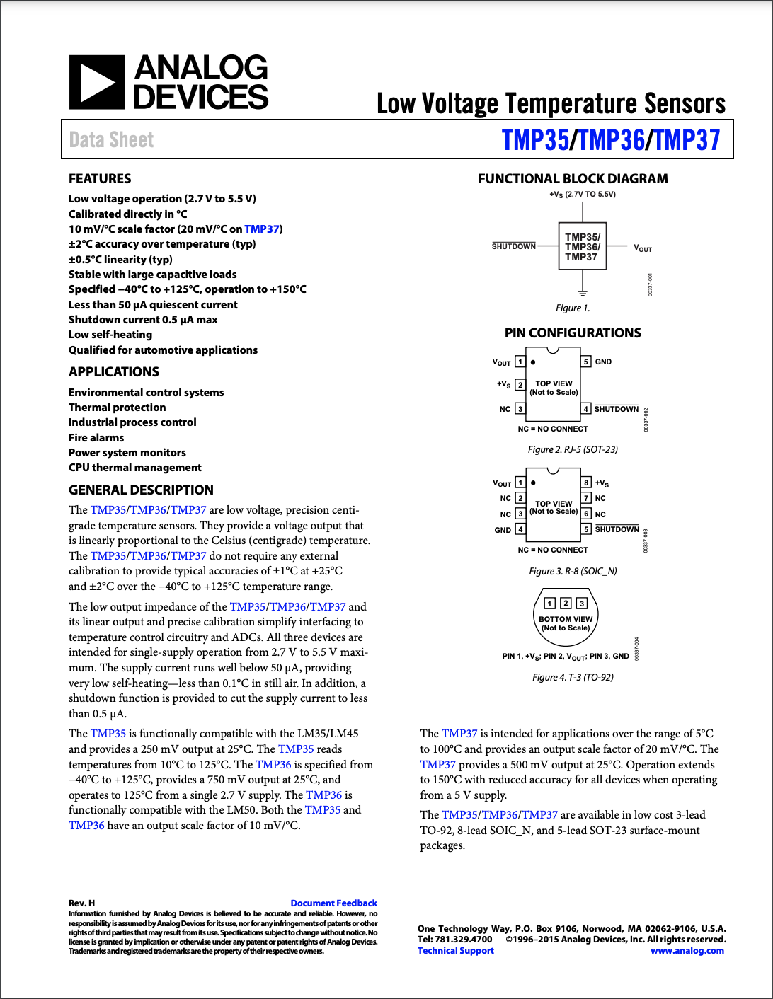 ANALOG
DEVICES
Low Voltage Temperature Sensors
Data Sheet
TMP35/TMP36/TMP37
FEATURES
Low voltage operation (2.7 V to 5.5 V)
Calibrated directly in °C
10 mV/°C scale factor (20 mV/°C on TMP37)
±2°C accuracy over temperature (typ)
±0.5°C linearity (typ)
Stable with large capacitive loads
Specified −40°C to +125°C, operation to +150°C
Less than 50 μA quiescent current
Shutdown current 0.5 μA max
Low self-heating
Qualified for automotive applications
APPLICATIONS
Environmental control systems
Thermal protection
Industrial process control
Fire alarms
Power system monitors
CPU thermal management
GENERAL DESCRIPTION
The TMP35/TMP36/TMP37 are low voltage, precision centi-
grade temperature sensors. They provide a voltage output that
is linearly proportional to the Celsius (centigrade) temperature.
The TMP35/TMP36/TMP37 do not require any external
calibration to provide typical accuracies of ±1°C at +25°C
and ±2°C over the −40°C to +125°C temperature range.
The low output impedance of the TMP35/TMP36/TMP37 and
its linear output and precise calibration simplify interfacing to
temperature control circuitry and ADCs. All three devices are
intended for single-supply operation from 2.7 V to 5.5 V maxi-
mum. The supply current runs well below 50 μA, providing
very low self-heating—less than 0.1°C in still air. In addition, a
shutdown function is provided to cut the supply current to less
than 0.5 μA.
The TMP35 is functionally compatible with the LM35/LM45
and provides a 250 mV output at 25°C. The TMP35 reads
temperatures from 10°C to 125°C. The TMP36 is specified from
−40°C to +125°C, provides a 750 mV output at 25°C, and
operates to 125°C from a single 2.7 V supply. The TMP36 is
functionally compatible with the LM50. Both the TMP35 and
TMP36 have an output scale factor of 10 mV/°C.
FUNCTIONAL BLOCK DIAGRAM
+VS (2.7V TO 5.5V)
TMP35/
SHUTDOWN TMP36/ VOUT
TMP37
00337-001
Figure 1.
PIN CONFIGURATIONS
VOUT 1 5 GND
+VS 2 TOP VIEW
(Not to Scale)
NC 3 4 SHUTDOWN
00337-002
NC = NO CONNECT
Figure 2. RJ-5 (SOT-23)
VOUT 1 8 +VS
NC 2 7 NC
TOP VIEW
(Not to Scale)
NC 3 6 NC
GND 4 5 SHUTDOWN
00337-003
NC = NO CONNECT
Figure 3. R-8 (SOIC_N)
1 2 3
BOTTOM VIEW
(Not to Scale)
00337-004
PIN 1, +VS; PIN 2, VOUT; PIN 3, GND
Figure 4. T-3 (TO-92)
The TMP37 is intended for applications over the range of 5°C
to 100°C and provides an output scale factor of 20 mV/°C. The
TMP37 provides a 500 mV output at 25°C. Operation extends
to 150°C with reduced accuracy for all devices when operating
from a 5 V supply.
The TMP35/TMP36/TMP37 are available in low cost 3-lead
TO-92, 8-lead SOIC_N, and 5-lead SOT-23 surface-mount
packages.
Rev. H
Document Feedback
Information furnished by Analog Devices is believed to be accurate and reliable. However, no
responsibility is assumed by Analog Devices for its use, nor for any infringements of patents or other
rights of third parties that may result from its use. Specifications subject to change without notice. No
license is granted by implication or otherwise under any patent or patent rights of Analog Devices.
Trademarks and registered trademarks are the property of their respective owners.
One Technology Way, P.O. Box 9106, Norwood, MA 02062-9106, U.S.A.
Tel: 781.329.4700 ©1996–2015 Analog Devices, Inc. All rights reserved.
Technical Support www.analog.com